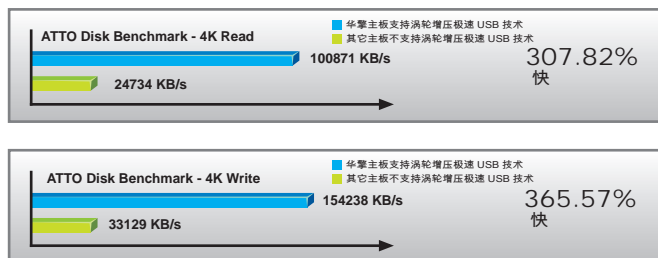 ATTO Disk Benchmark - 4K Read
华擎主板支持涡轮增压极速 USB 技术
其它主板不支持涡轮增压极速 USB 技术
100871 KB/s
24734 KB/s
307.82%
快
ATTO Disk Benchmark - 4K Write
华擎主板支持涡轮增压极速 USB 技术
其它主板不支持涡轮增压极速 USB 技术
154238 KB/s
33129 KB/s
365.57%
快